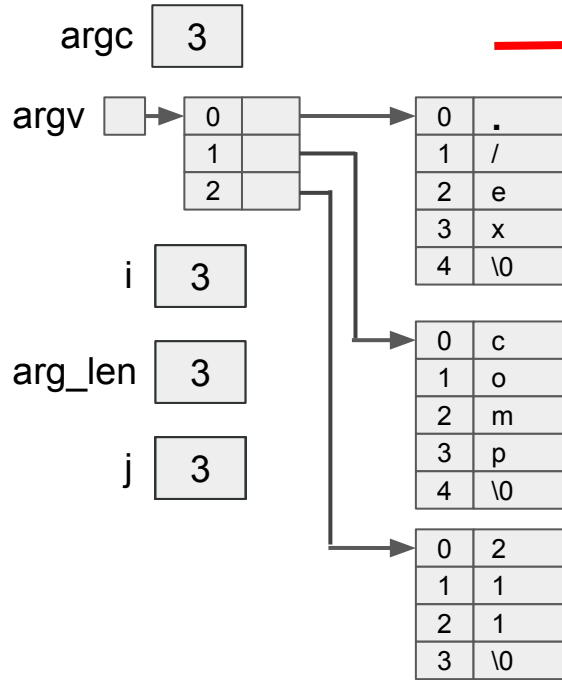 argc 3
argv
0
1
2
0 .
1 /
2 e
3 x
4 \0
i 3
arg_len 3
j 3
0 c
1 o
2 m
3 p
4 \0
0 2
1 1
2 1
3 \0